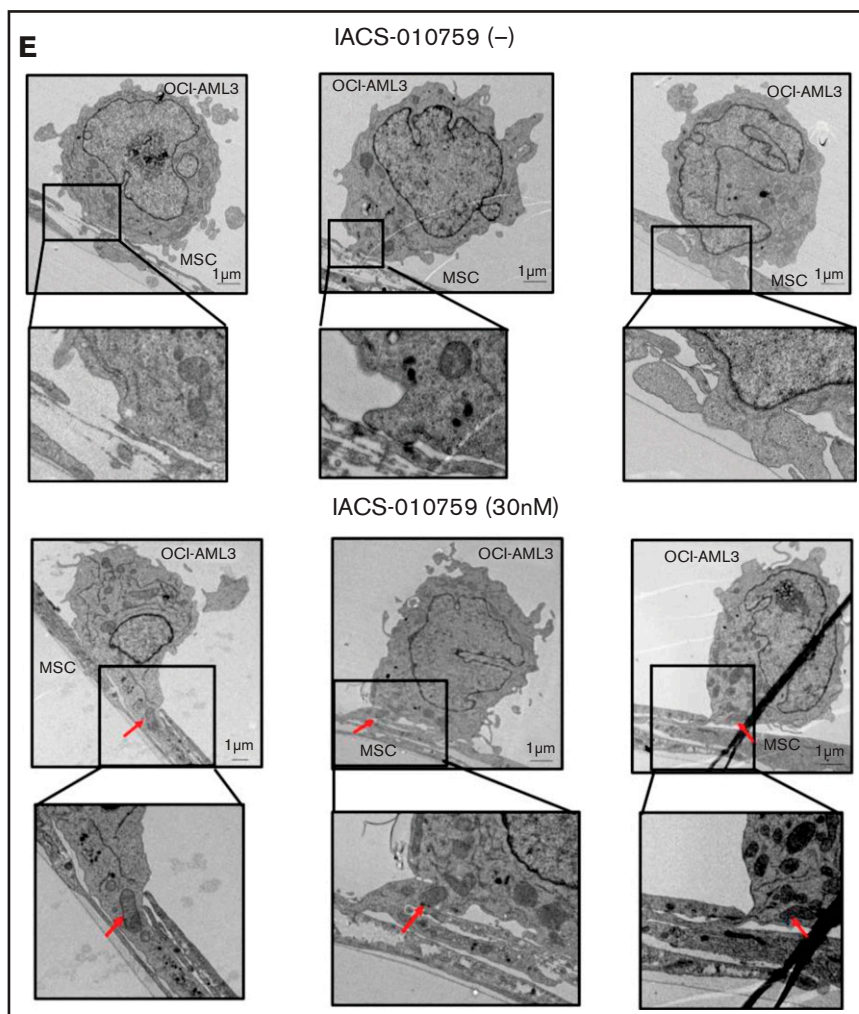 E
IACS-010759 (–)
OCI-AML3
MSC
1µm
OCI-AML3
MSC
1µm
OCI-AML3
MSC
1µm
IACS-010759 (30nM)
OCI-AML3
MSC
1µm
OCI-AML3
MSC
1µm
OCI-AML3
MSC
1µm